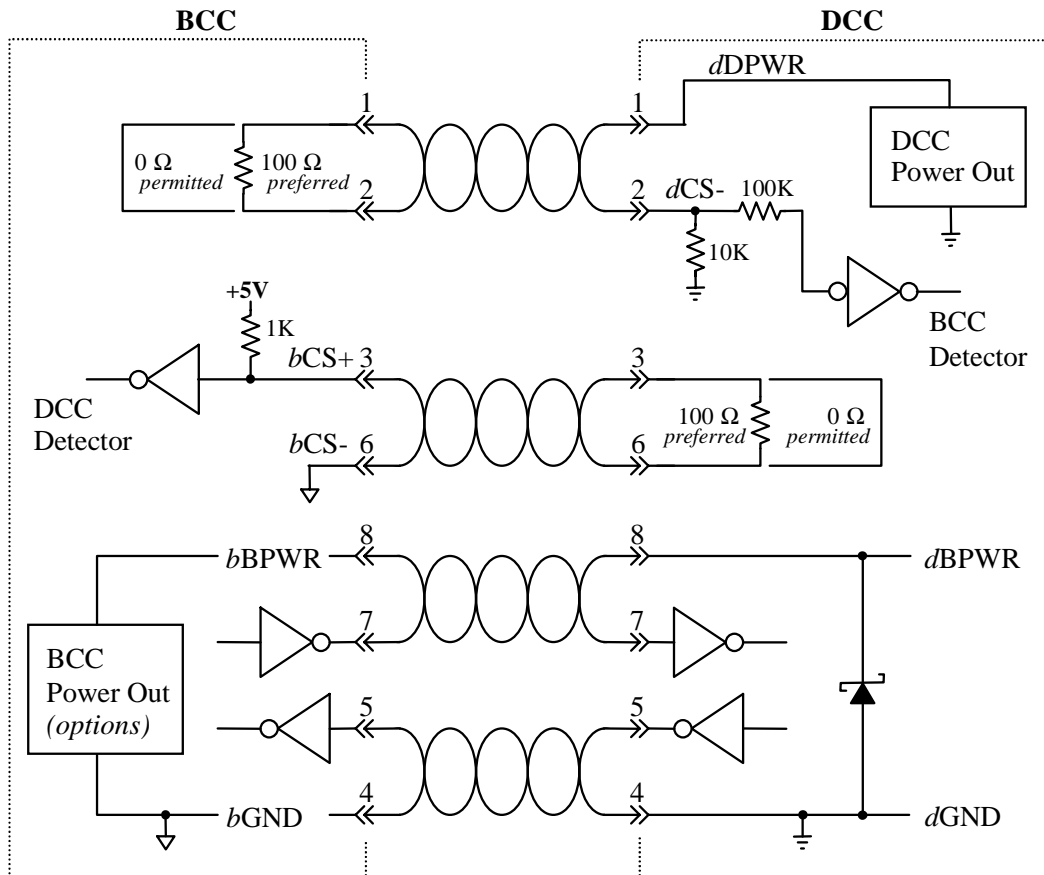 BCC
DCC
dDPWR
1
1
DCC
Power Out
0 Ω
permitted
100 Ω
preferred
2
2
dCS-
100K
10K
+5V
1K
BCC
Detector
bCS+
3
3
DCC
Detector
100 Ω
preferred
0 Ω
permitted
bCS-
6
6
8
8
bBPWR
dBPWR
7
7
BCC
Power Out
(options)
5
5
4
4
bGND
dGND